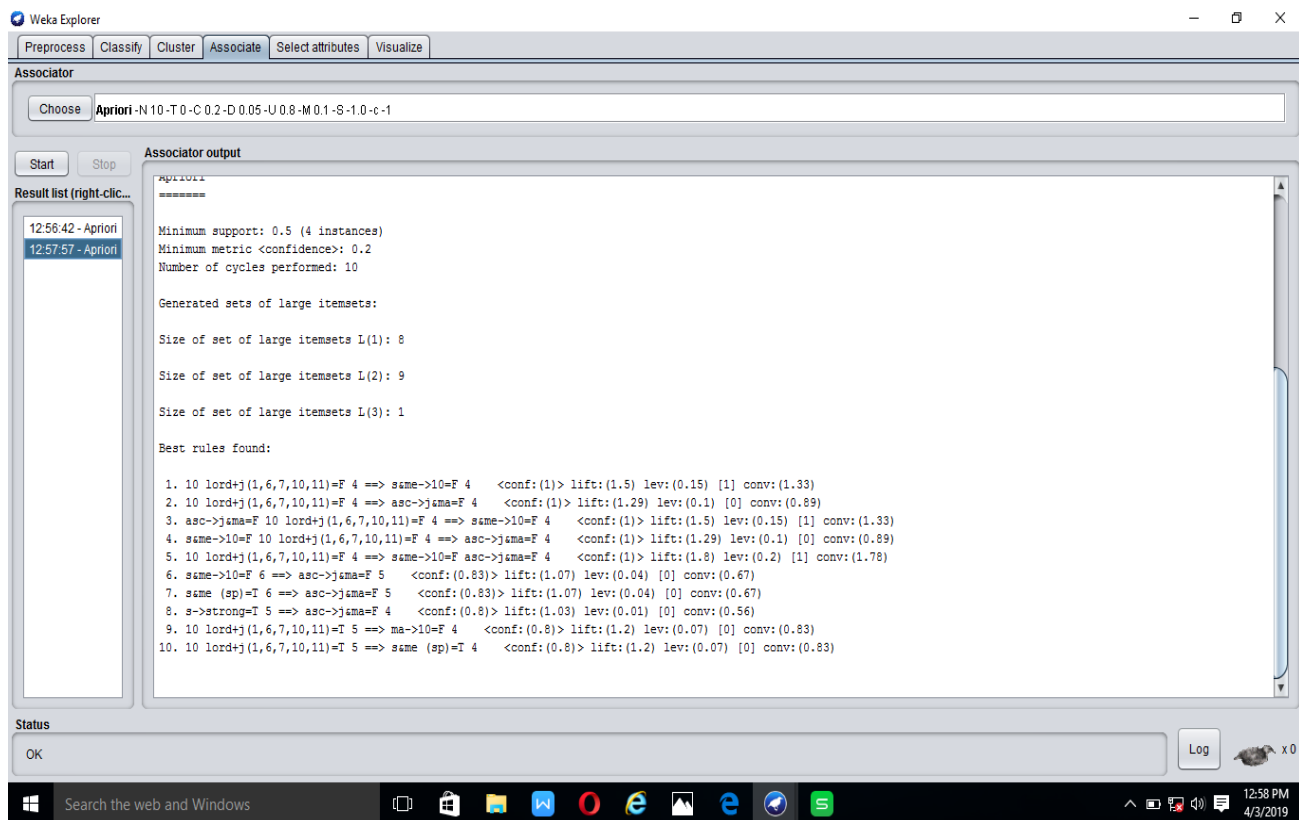 Weka Explorer
Preprocess Classify Cluster Associate Select attributes Visualize
Associator
Choose Apriori -N 10 -T 0 -C 0.2 -D 0.05 -U 0.8 -M 0.1 -S -1.0 -c -1
Start Stop
Associator output
Result list (right-clic...
12:56:42 - Apriori
12:57:57 - Apriori
Apriori
=======
Minimum support: 0.5 (4 instances)
Minimum metric <confidence>: 0.2
Number of cycles performed: 10
Generated sets of large itemsets:
Size of set of large itemsets L(1): 8
Size of set of large itemsets L(2): 9
Size of set of large itemsets L(3): 1
Best rules found:
1. 10 lord+j(1,6,7,10,11)=F 4 ==> s&me->10=F 4 <conf:(1)> lift:(1.5) lev:(0.15) [1] conv:(1.33)
2. 10 lord+j(1,6,7,10,11)=F 4 ==> asc->j&ma=F 4 <conf:(1)> lift:(1.29) lev:(0.1) [0] conv:(0.89)
3. asc->j&ma=F 10 lord+j(1,6,7,10,11)=F 4 ==> s&me->10=F 4 <conf:(1)> lift:(1.5) lev:(0.15) [1] conv:(1.33)
4. s&me->10=F 10 lord+j(1,6,7,10,11)=F 4 ==> asc->j&ma=F 4 <conf:(1)> lift:(1.29) lev:(0.1) [0] conv:(0.89)
5. 10 lord+j(1,6,7,10,11)=F 4 ==> s&me->10=F asc->j&ma=F 4 <conf:(1)> lift:(1.8) lev:(0.2) [1] conv:(1.78)
6. s&me->10=F 6 ==> asc->j&ma=F 5 <conf:(0.83)> lift:(1.07) lev:(0.04) [0] conv:(0.67)
7. s&me (sp)=T 6 ==> asc->j&ma=F 5 <conf:(0.83)> lift:(1.07) lev:(0.04) [0] conv:(0.67)
8. s->strong=T 5 ==> asc->j&ma=F 4 <conf:(0.8)> lift:(1.03) lev:(0.01) [0] conv:(0.56)
9. 10 lord+j(1,6,7,10,11)=T 5 ==> ma->10=F 4 <conf:(0.8)> lift:(1.2) lev:(0.07) [0] conv:(0.83)
10. 10 lord+j(1,6,7,10,11)=T 5 ==> s&me (sp)=T 4 <conf:(0.8)> lift:(1.2) lev:(0.07) [0] conv:(0.83)
Status
OK
Log
x 0
Search the web and Windows
12:58 PM
4/3/2019